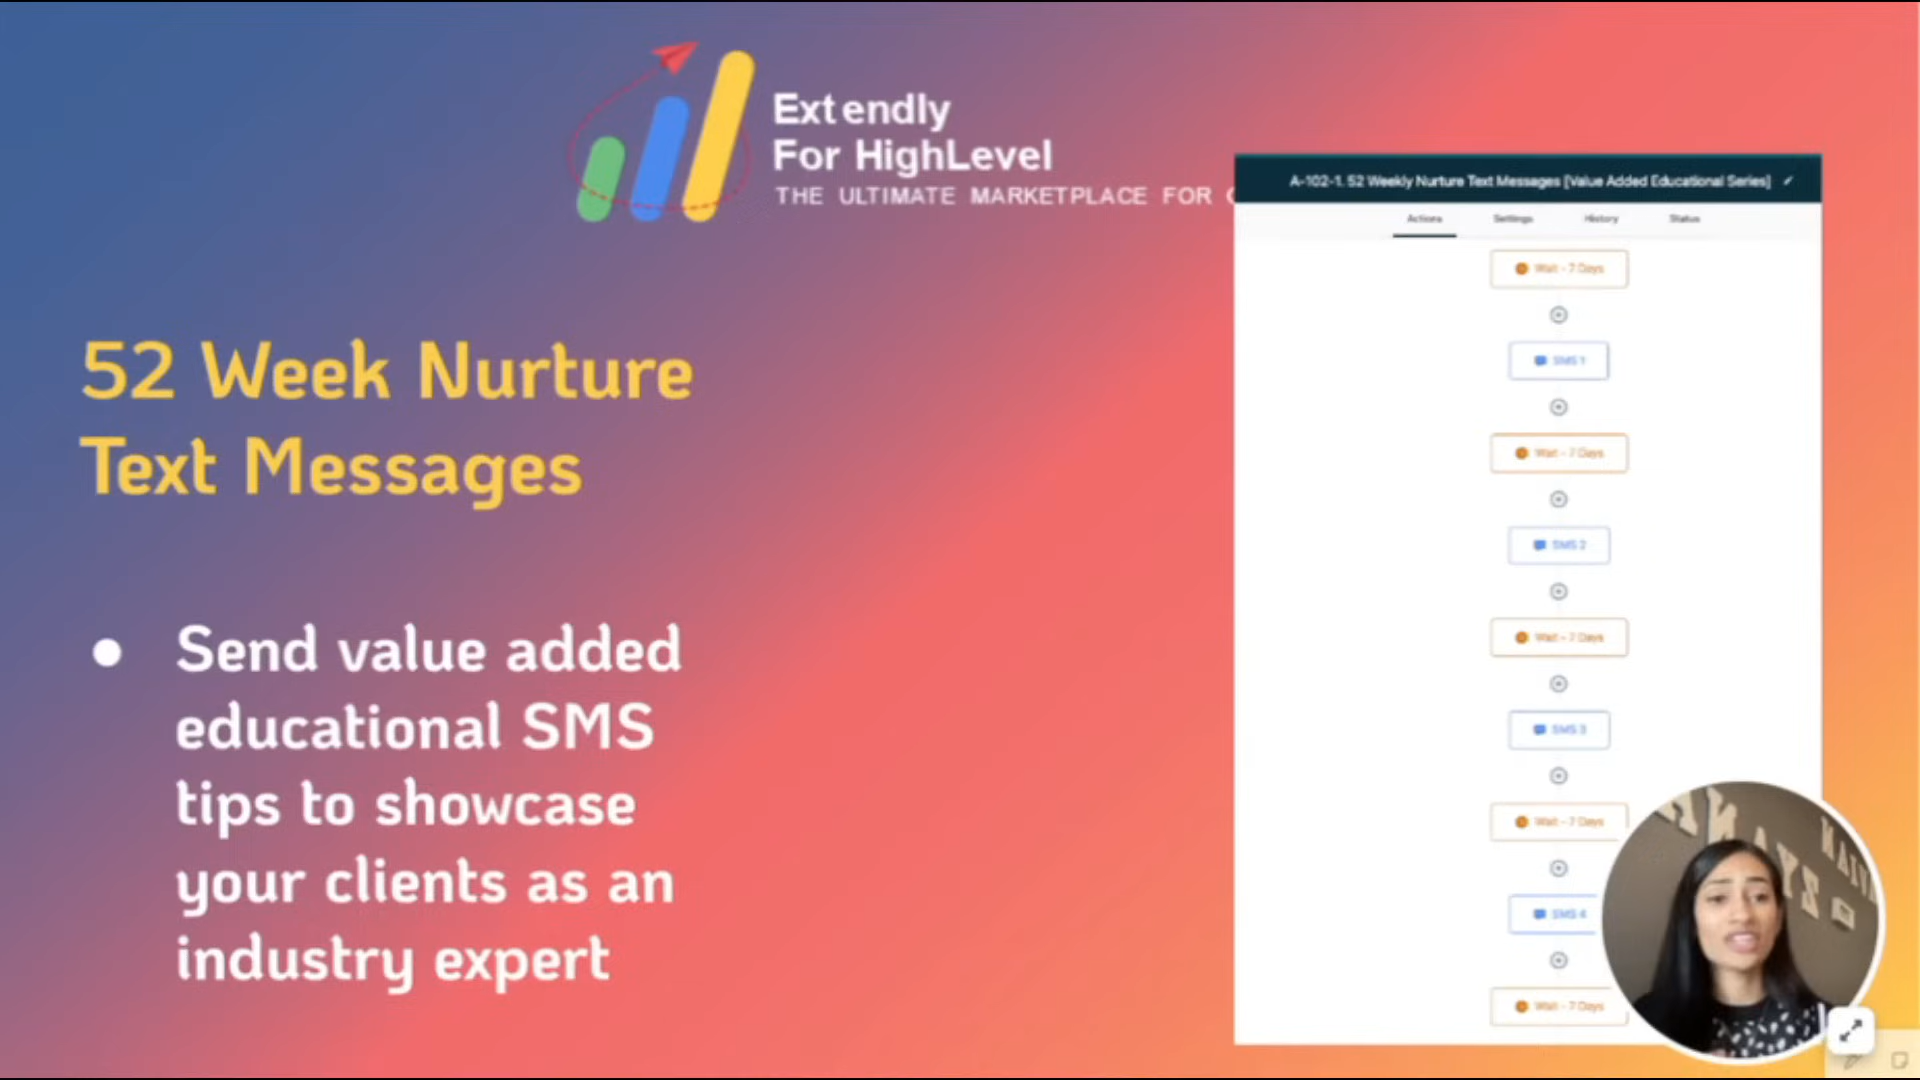 Extendly
For HighLevel
THE ULTIMATE MARKETPLACE FOR
52 Week Nurture
Text Messages
● Send value added
educational SMS
tips to showcase
your clients as an
industry expert
A-102-1. 52 Weekly Nurture Text Messages [Value Added Educational Series]
Actions Settings History Status
Wait - 7 Days
SMS 1
Wait - 7 Days
SMS 2
Wait - 7 Days
SMS 3
Wait - 7 Days
SMS 4
Wait - 7 Days